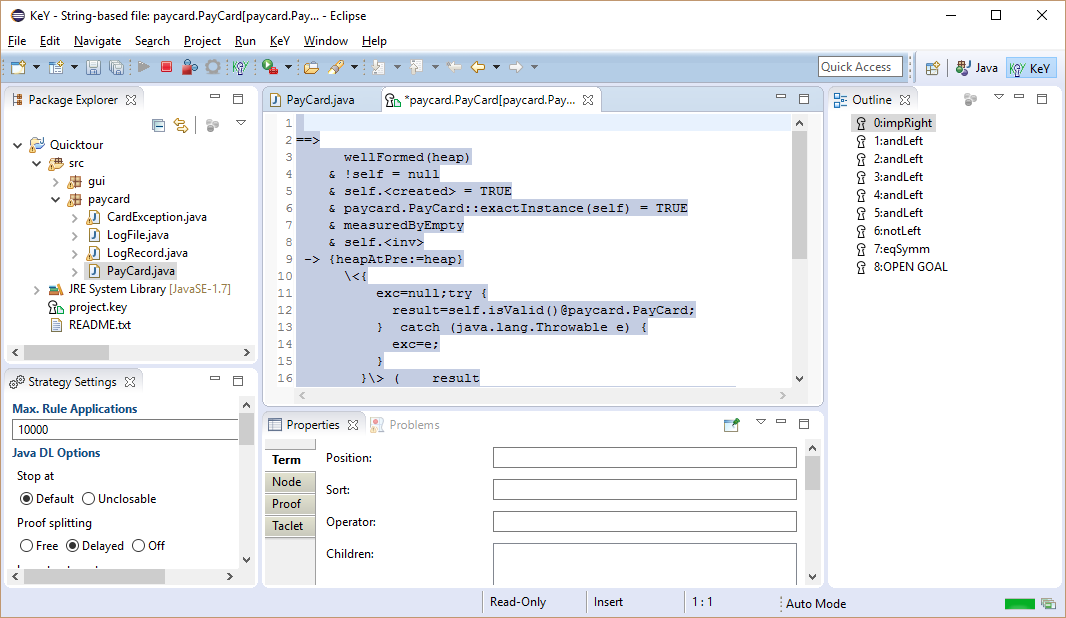 KeY - String-based file: paycard.PayCard[paycard.Pay... - Eclipse
File Edit Navigate Search Project Run KeY Window Help
Quick Access
Java
KeY
Package Explorer
Quicktour
src
gui
paycard
CardException.java
LogFile.java
LogRecord.java
PayCard.java
JRE System Library [JavaSE-1.7]
project.key
README.txt
Strategy Settings
Max. Rule Applications
10000
Java DL Options
Stop at
Default Unclosable
Proof splitting
Free Delayed Off
PayCard.java
*paycard.PayCard[paycard.Pay...
1
2 ==>
3 wellFormed(heap)
4 & !self = null
5 & self.<created> = TRUE
6 & paycard.PayCard::exactInstance(self) = TRUE
7 & measuredByEmpty
8 & self.<inv>
9 -> {heapAtPre:=heap}
10 \<{
11 exc=null;try {
12 result=self.isValid()@paycard.PayCard;
13 } catch (java.lang.Throwable e) {
14 exc=e;
15 }
16 }\> ( result
Properties
Problems
Term
Node
Proof
Taclet
Position:
Sort:
Operator:
Children:
Outline
0:impRight
1:andLeft
2:andLeft
3:andLeft
4:andLeft
5:andLeft
6:notLeft
7:eqSymm
8:OPEN GOAL
Read-Only
Insert
1 : 1
Auto Mode